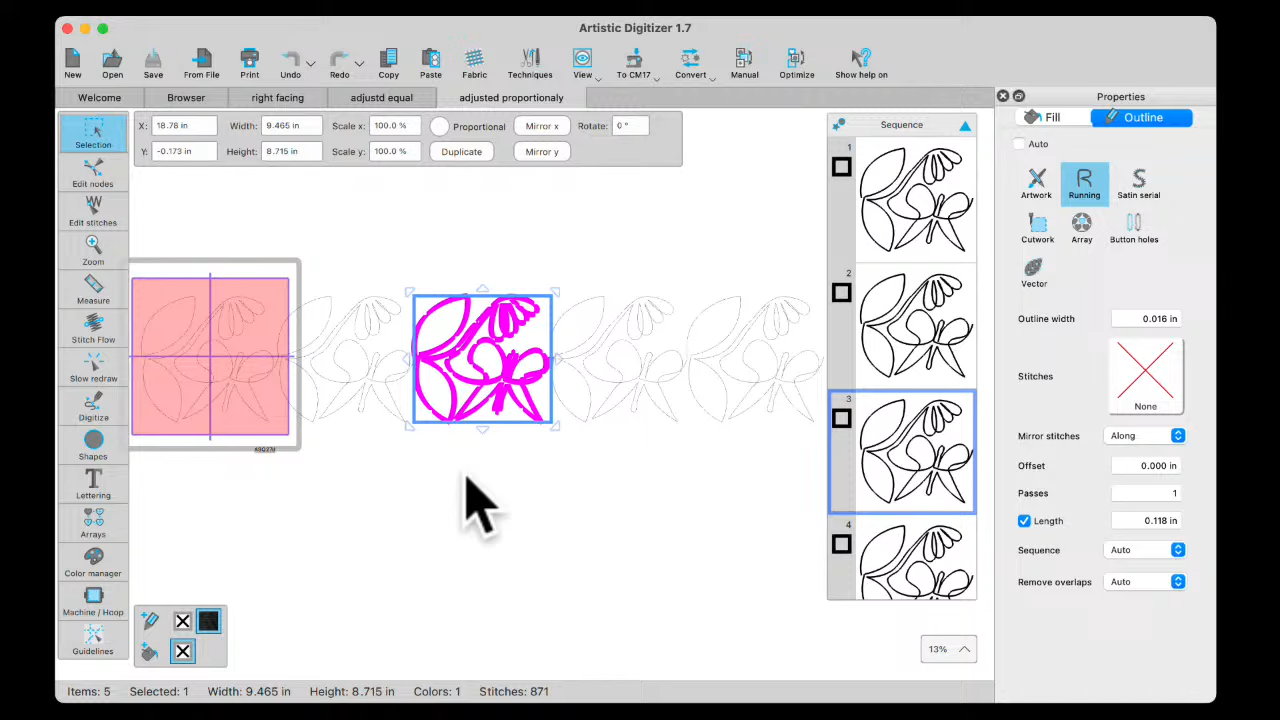 Artistic Digitizer 1.7
New Open Save From File Print Undo Redo Copy Paste Fabric Techniques View To CM17 Convert Manual Optimize Show help on
Welcome Browser right facing adjustd equal adjusted proportionaly
Properties
X: 18.78 in Width: 9.465 in Scale x: 100.0 % Proportional Mirror x Rotate: 0 °
Y: -0.173 in Height: 8.715 in Scale y: 100.0 % Duplicate Mirror y
Selection
Edit nodes
Edit stitches
Zoom
Measure
Stitch Flow
Slow redraw
Digitize
Shapes
Lettering
Arrays
Color manager
Machine / Hoop
Guidelines
Sequence
1
2
3
4
13%
Fill Outline
Auto
Artwork Running Satin serial
Cutwork Array Button holes
Vector
Outline width 0.016 in
Stitches
None
Mirror stitches Along
Offset 0.000 in
Passes 1
Length 0.118 in
Sequence Auto
Remove overlaps Auto
Items: 5 Selected: 1 Width: 9.465 in Height: 8.715 in Colors: 1 Stitches: 871